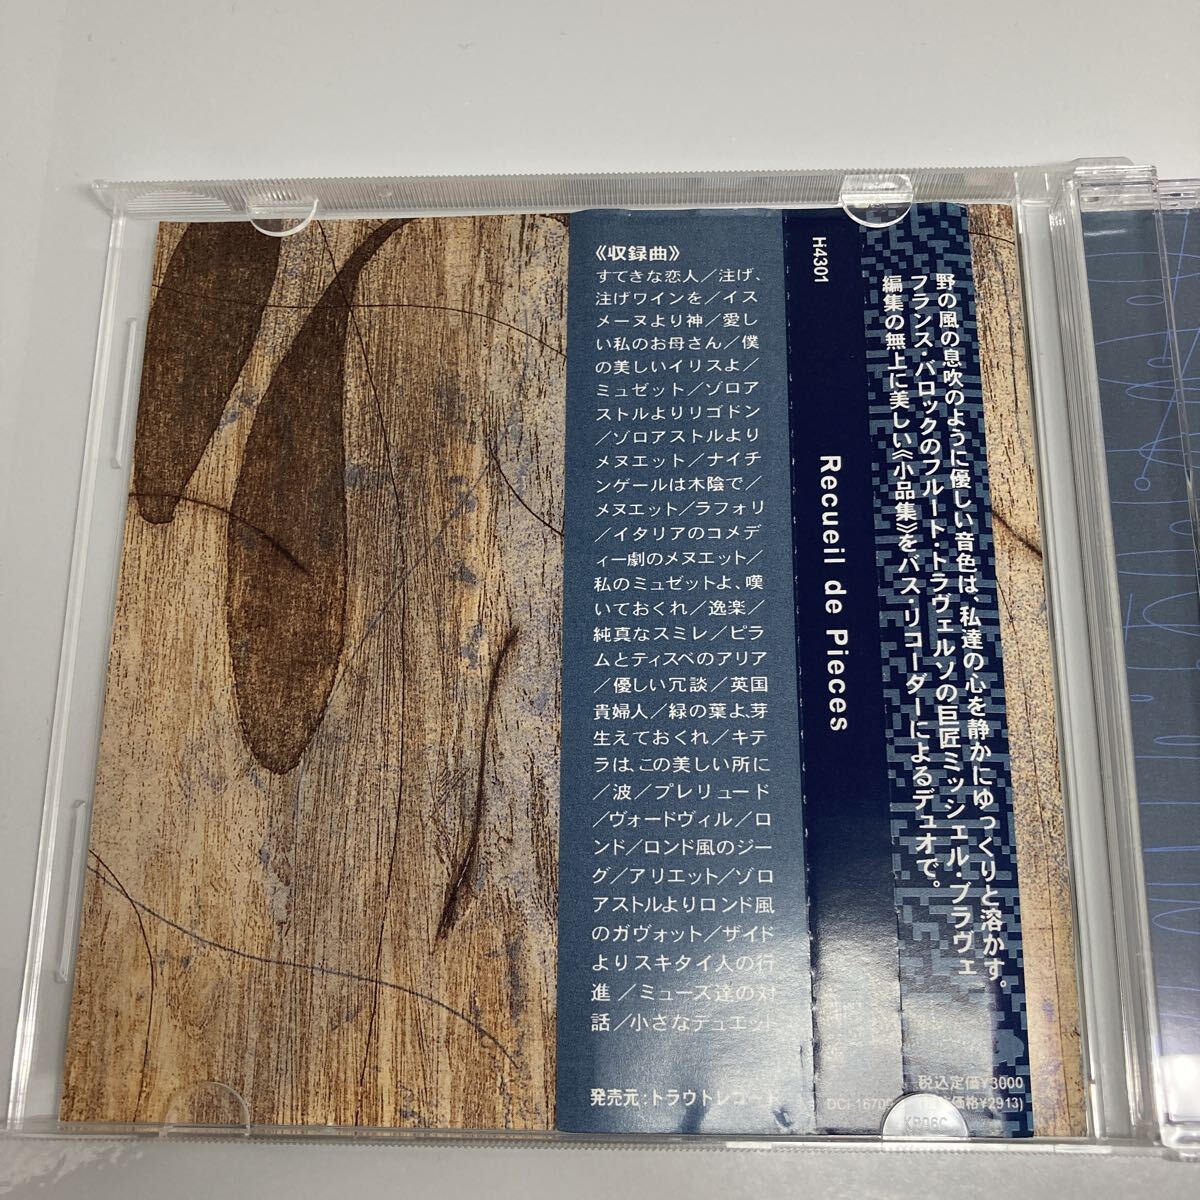 《収録曲》
すてきな恋人／注げ、
注げワインを／イス
メーヌより神／愛し
い私のお母さん／僕
の美しいイリスよ／
ミュゼット／ゾロア
ストルよりリゴドン
／ゾロアストルより
メヌエット／ナイチ
ンゲールは木陰で／
メヌエット／ラフォリ
／イタリアのコメデ
ィー劇のメヌエット／
私のミュゼットよ、嘆
いておくれ／逸楽／
純真なスミレ／ピラ
ムとティスベのアリア
／優しい冗談／英国
貴婦人／緑の葉よ、芽
生えておくれ／キテ
ラは、この美しい所に
／波／プレリュード
／ヴォードヴィル／ロ
ンド／ロンド風のジー
グ／アリエット／ゾロ
アストルよりロンド風
のガヴォット／ザイド
よりスキタイ人の行
進／ミューズ達の対
話／小さなデュエット
発売元：トラウトレコード
H4301
Recueil de Pieces
野の風の息吹のように優しい音色は、私達の心を静かにゆっくりと溶かす。
フランス・バロックのフルート・トラヴェルソの巨匠ミッシェル・ブラヴェ
編集の無上に美しい《小品集》をバス・リコーダーによるデュオで。
税込定価¥3000
DCI-1670
価格¥2913)
KP06C